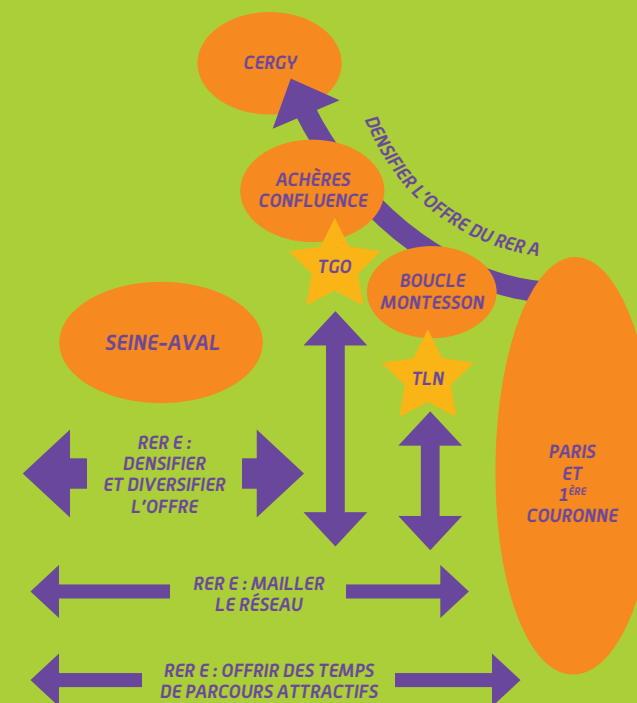 CERGY
DENSIFIER L'OFFRE DU RER A
ACHÈRES
CONFLUENCE
TGO
BOUCLE
MONTESSON
SEINE-AVAL
TLN
RER E :
DENSIFIER
ET DIVERSIFIER
L'OFFRE
PARIS
ET
1ÈRE
COURONNE
RER E : MAILLER
LE RÉSEAU
RER E : OFFRIR DES TEMPS
DE PARCOURS ATTRACTIFS